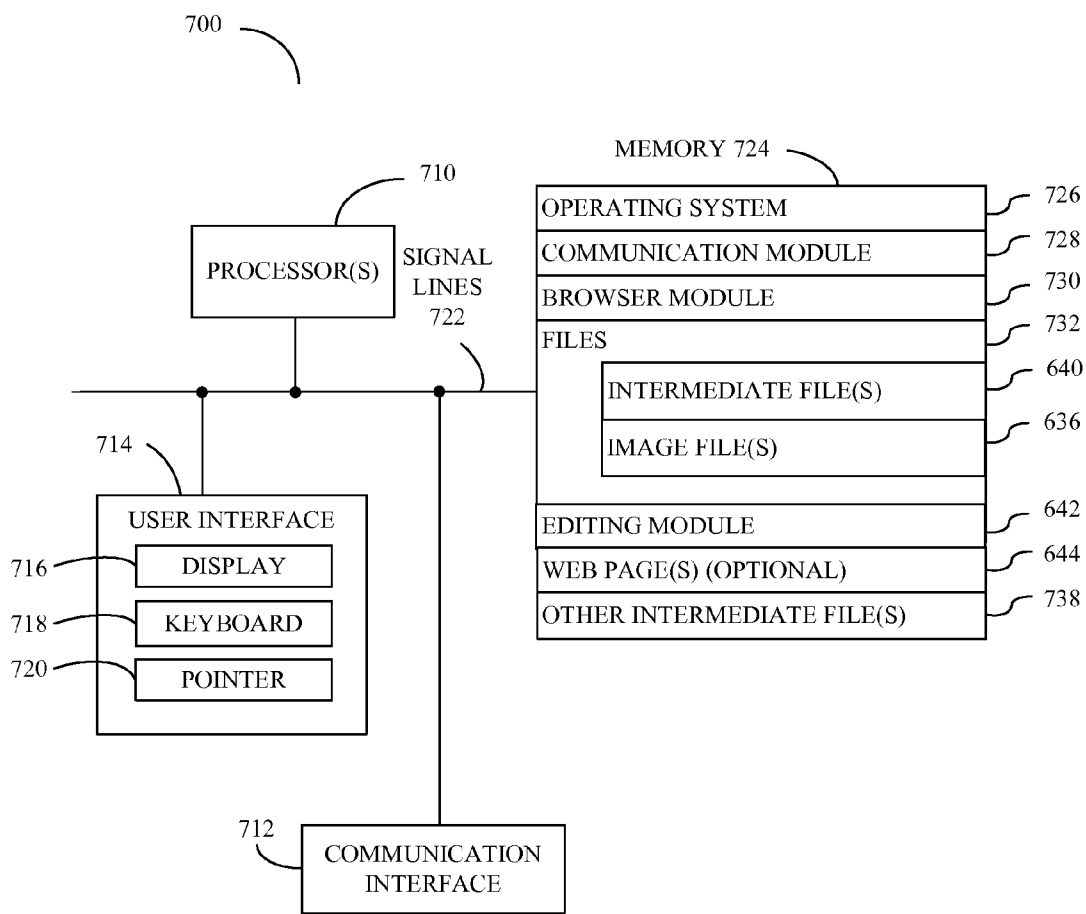 700
MEMORY 724
710
OPERATING SYSTEM
726
PROCESSOR(S)
SIGNAL
LINES
722
COMMUNICATION MODULE
728
BROWSER MODULE
730
FILES
732
INTERMEDIATE FILE(S)
640
IMAGE FILE(S)
636
714
USER INTERFACE
EDITING MODULE
642
716
DISPLAY
WEB PAGE(S) (OPTIONAL)
644
718
KEYBOARD
OTHER INTERMEDIATE FILE(S)
738
720
POINTER
712
COMMUNICATION
INTERFACE